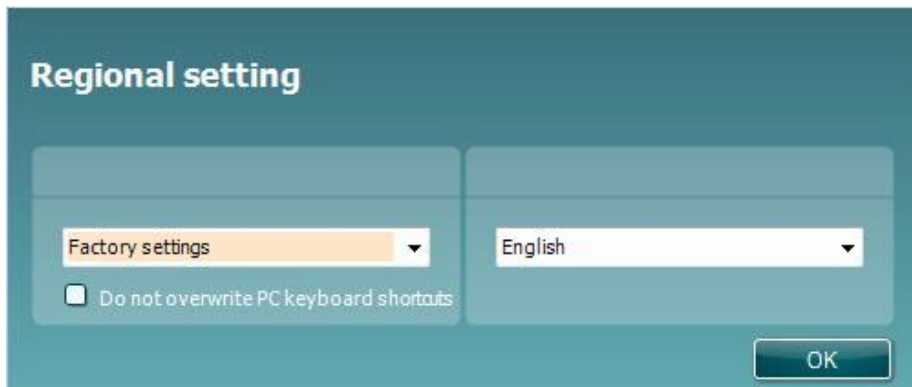 Regional setting
Factory settings
English
Do not overwrite PC keyboard shortcuts
OK